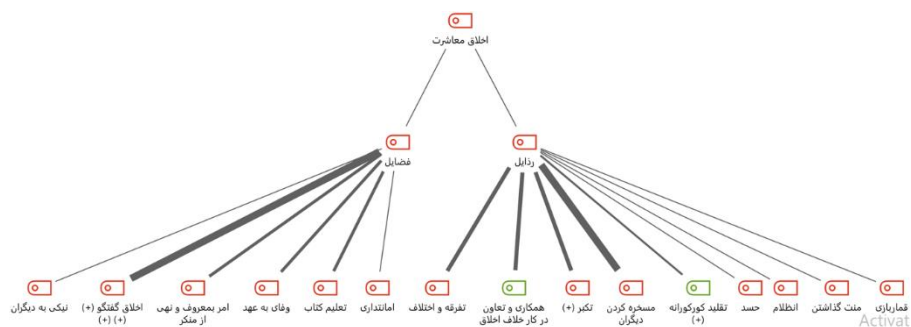 اخلاق معاشرت
فضایل
رذایل
نیکی به دیگران
اخلاق گفتگو (+)
(+) (+)
امر بمعروف و نهی
از منکر
وفای به عهد
تعلیم کتاب
امانتداری
تفرقه و اختلاف
همکاری و تعاون
در کار خلاف اخلاق
تکبر (+)
مسخره کردن
دیگران
تقلید کورکورانه
(+)
حسد
انظلام
منت گذاشتن
قماربازی
Activat